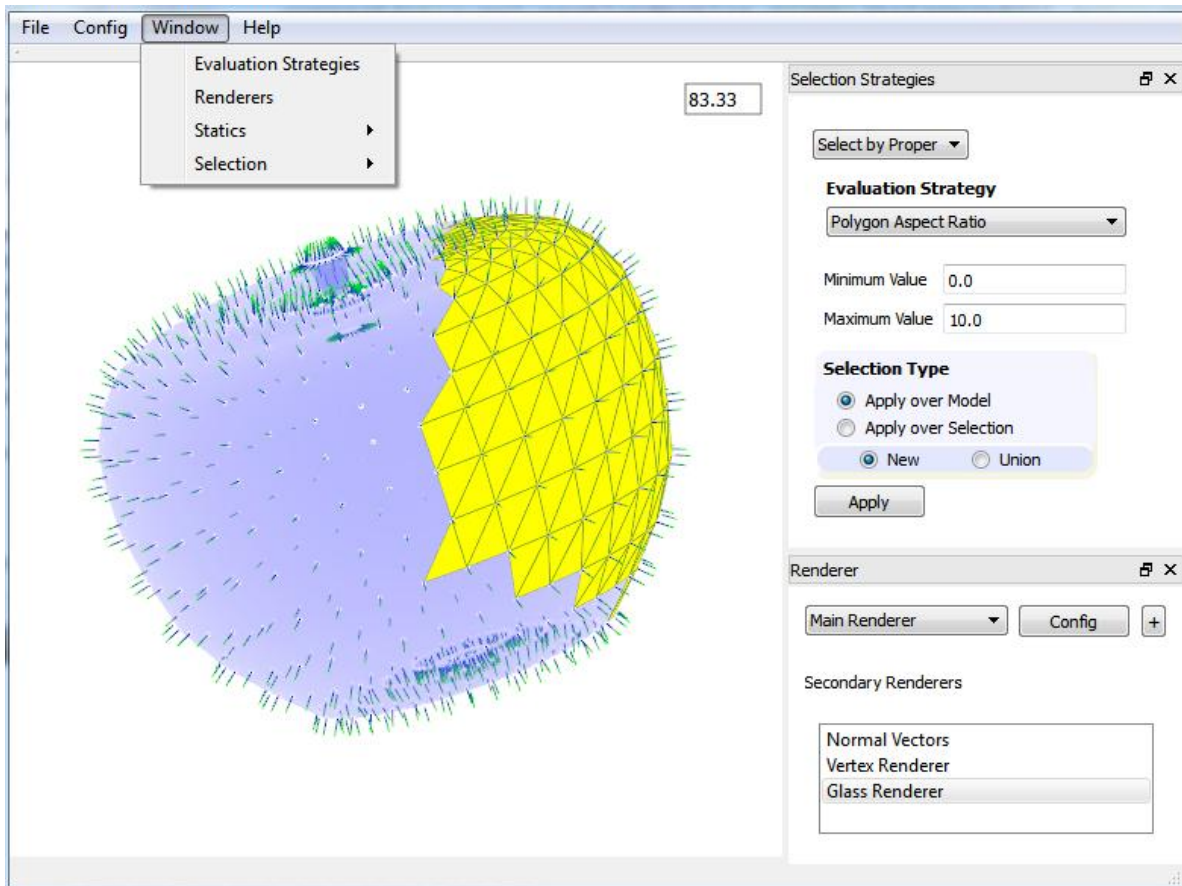 File Config Window Help
Evaluation Strategies
Renderers
Statics
Selection
83.33
Selection Strategies
Select by Proper
Evaluation Strategy
Polygon Aspect Ratio
Minimum Value 0.0
Maximum Value 10.0
Selection Type
Apply over Model
Apply over Selection
New Union
Apply
Renderer
Main Renderer Config +
Secondary Renderers
Normal Vectors
Vertex Renderer
Glass Renderer